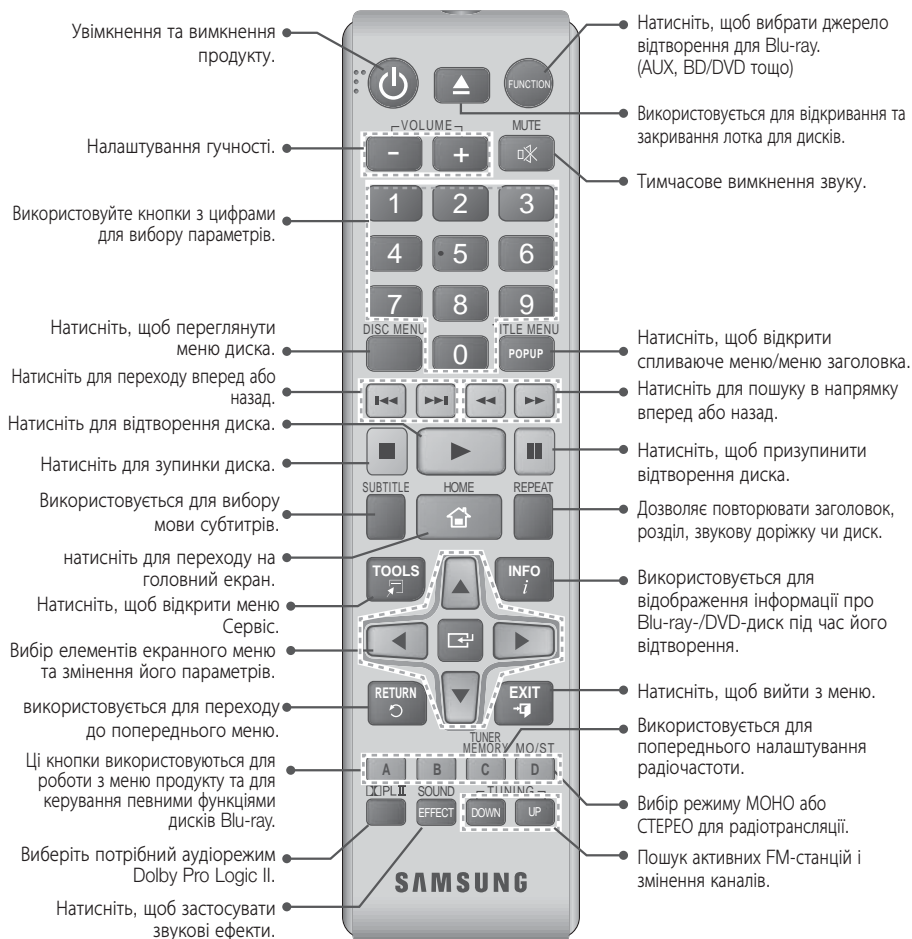 Увімкнення та вимкнення
продукту.
Налаштування гучності.
Використовуйте кнопки з цифрами
для вибору параметрів.
Натисніть, щоб переглянути
меню диска.
Натисніть для переходу вперед або
назад.
Натисніть для відтворення диска.
Натисніть для зупинки диска.
Використовується для вибору
мови субтитрів.
натисніть для переходу на
головний екран.
Натисніть, щоб відкрити меню
Сервіс.
Вибір елементів екранного меню
та змінення його параметрів.
використовується для переходу
до попереднього меню.
Ці кнопки використовуються для
роботи з меню продукту та для
керування певними функціями
дисків Blu-ray.
Виберіть потрібний аудіорежим
Dolby Pro Logic II.
Натисніть, щоб застосувати
звукові ефекти.
FUNCTION
VOLUME
MUTE
- +
1 2 3
4 5 6
7 8 9
DISC MENU
TITLE MENU
0
POPUP
SUBTITLE HOME REPEAT
TOOLS
INFO
i
RETURN
EXIT
TUNER
MEMORY MO/ST
A B C D
PL II SOUND TUNING
EFFECT DOWN UP
SAMSUNG
Натисніть, щоб вибрати джерело
відтворення для Blu-ray.
(AUX, BD/DVD тощо)
Використовується для відкривання та
закривання лотка для дисків.
Тимчасове вимкнення звуку.
Натисніть, щоб відкрити
спливаюче меню/меню заголовка.
Натисніть для пошуку в напрямку
вперед або назад.
Натисніть, щоб призупинити
відтворення диска.
Дозволяє повторювати заголовок,
розділ, звукову доріжку чи диск.
Використовується для
відображення інформації про
Blu-ray-/DVD-диск під час його
відтворення.
Натисніть, щоб вийти з меню.
Використовується для
попереднього налаштування
радіочастоти.
Вибір режиму МОНО або
СТЕРЕО для радіотрансляції.
Пошук активних FM-станцій і
змінення каналів.